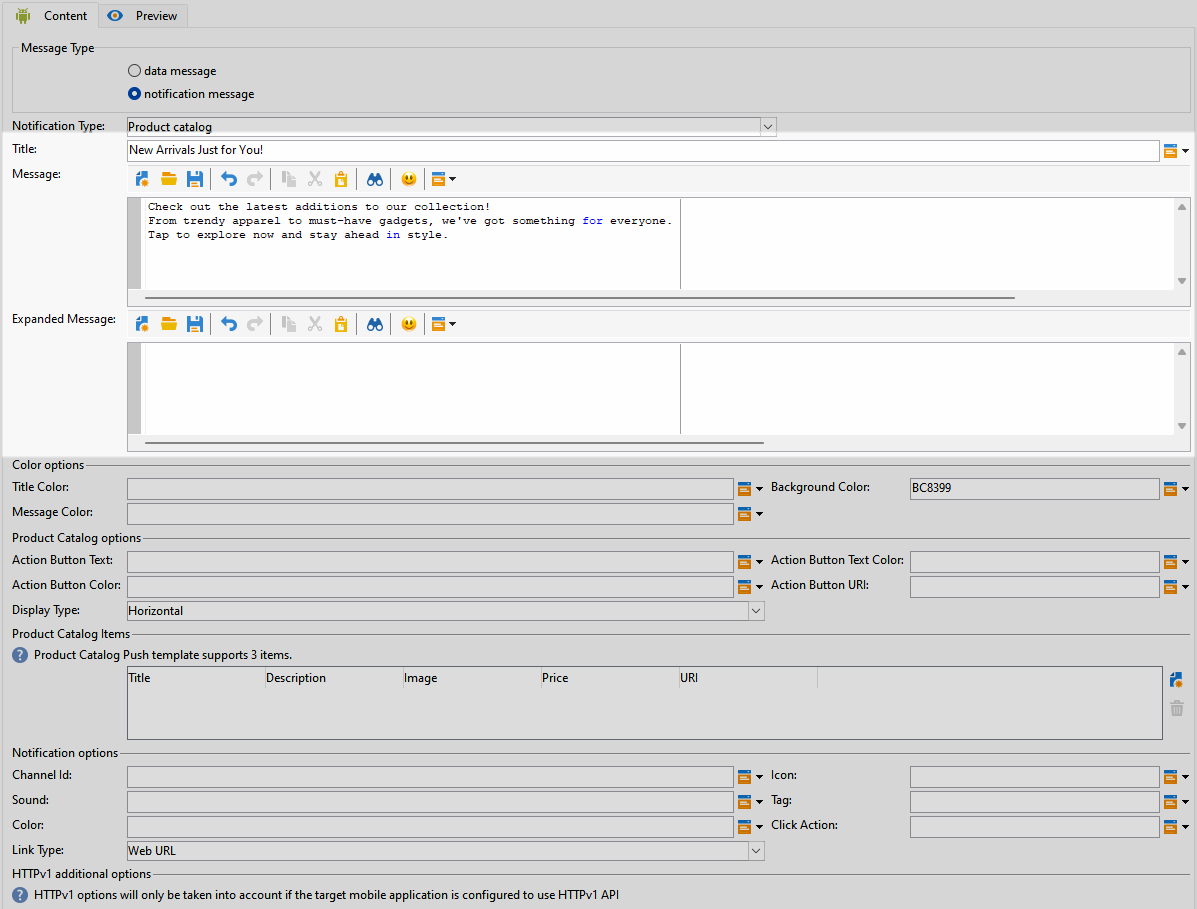 Content Preview
Message Type
data message
notification message
Notification Type: Product catalog
Title: New Arrivals Just for You!
Message:
Check out the latest additions to our collection!
From trendy apparel to must-have gadgets, we've got something for everyone.
Tap to explore now and stay ahead in style.
Expanded Message:
Color options
Title Color: Background Color: BC8399
Message Color:
Product Catalog options
Action Button Text: Action Button Text Color:
Action Button Color: Action Button URI:
Display Type: Horizontal
Product Catalog Items
Product Catalog Push template supports 3 items.
Title Description Image Price URI
Notification options
Channel Id: Icon:
Sound: Tag:
Color: Click Action:
Link Type: Web URL
HTTPv1 additional options
HTTPv1 options will only be taken into account if the target mobile application is configured to use HTTPv1 API